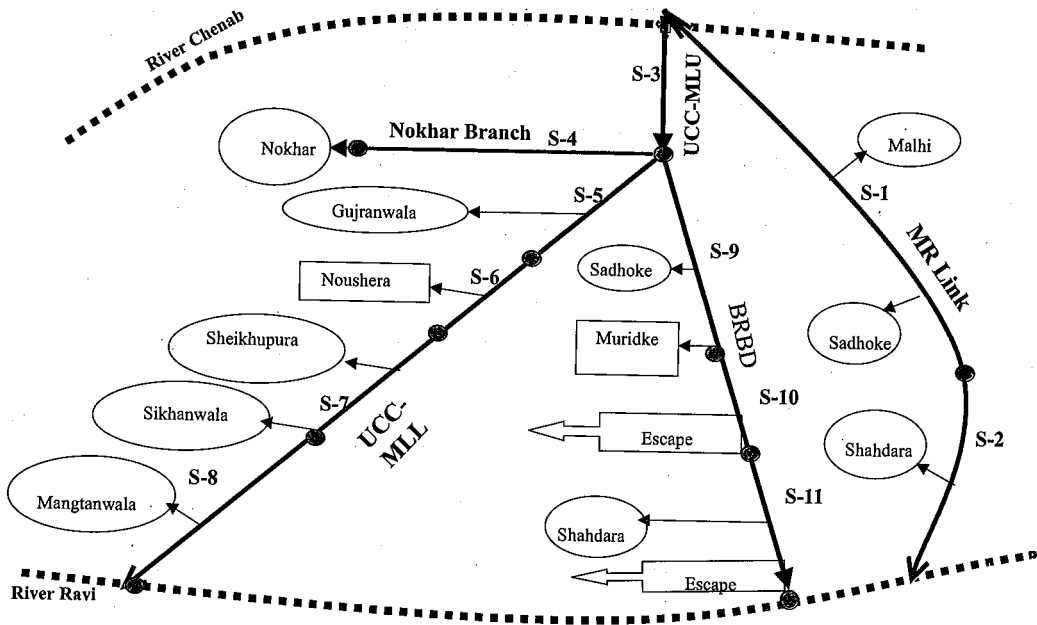 River Chenab
S-3
UCC-MLU
Nokhar Branch
S-4
Nokhar
Malhi
S-1
Gujranwala
S-5
MR Link
S-9
Sadhoke
S-6
Noushera
BRBD
Sadhoke
Muridke
Sheikhupura
S-7
S-10
Sikhanwala
UCC-
MLL
Escape
Shahdara
S-2
S-8
Mangtanwala
S-11
Shahdara
Escape
River Ravi